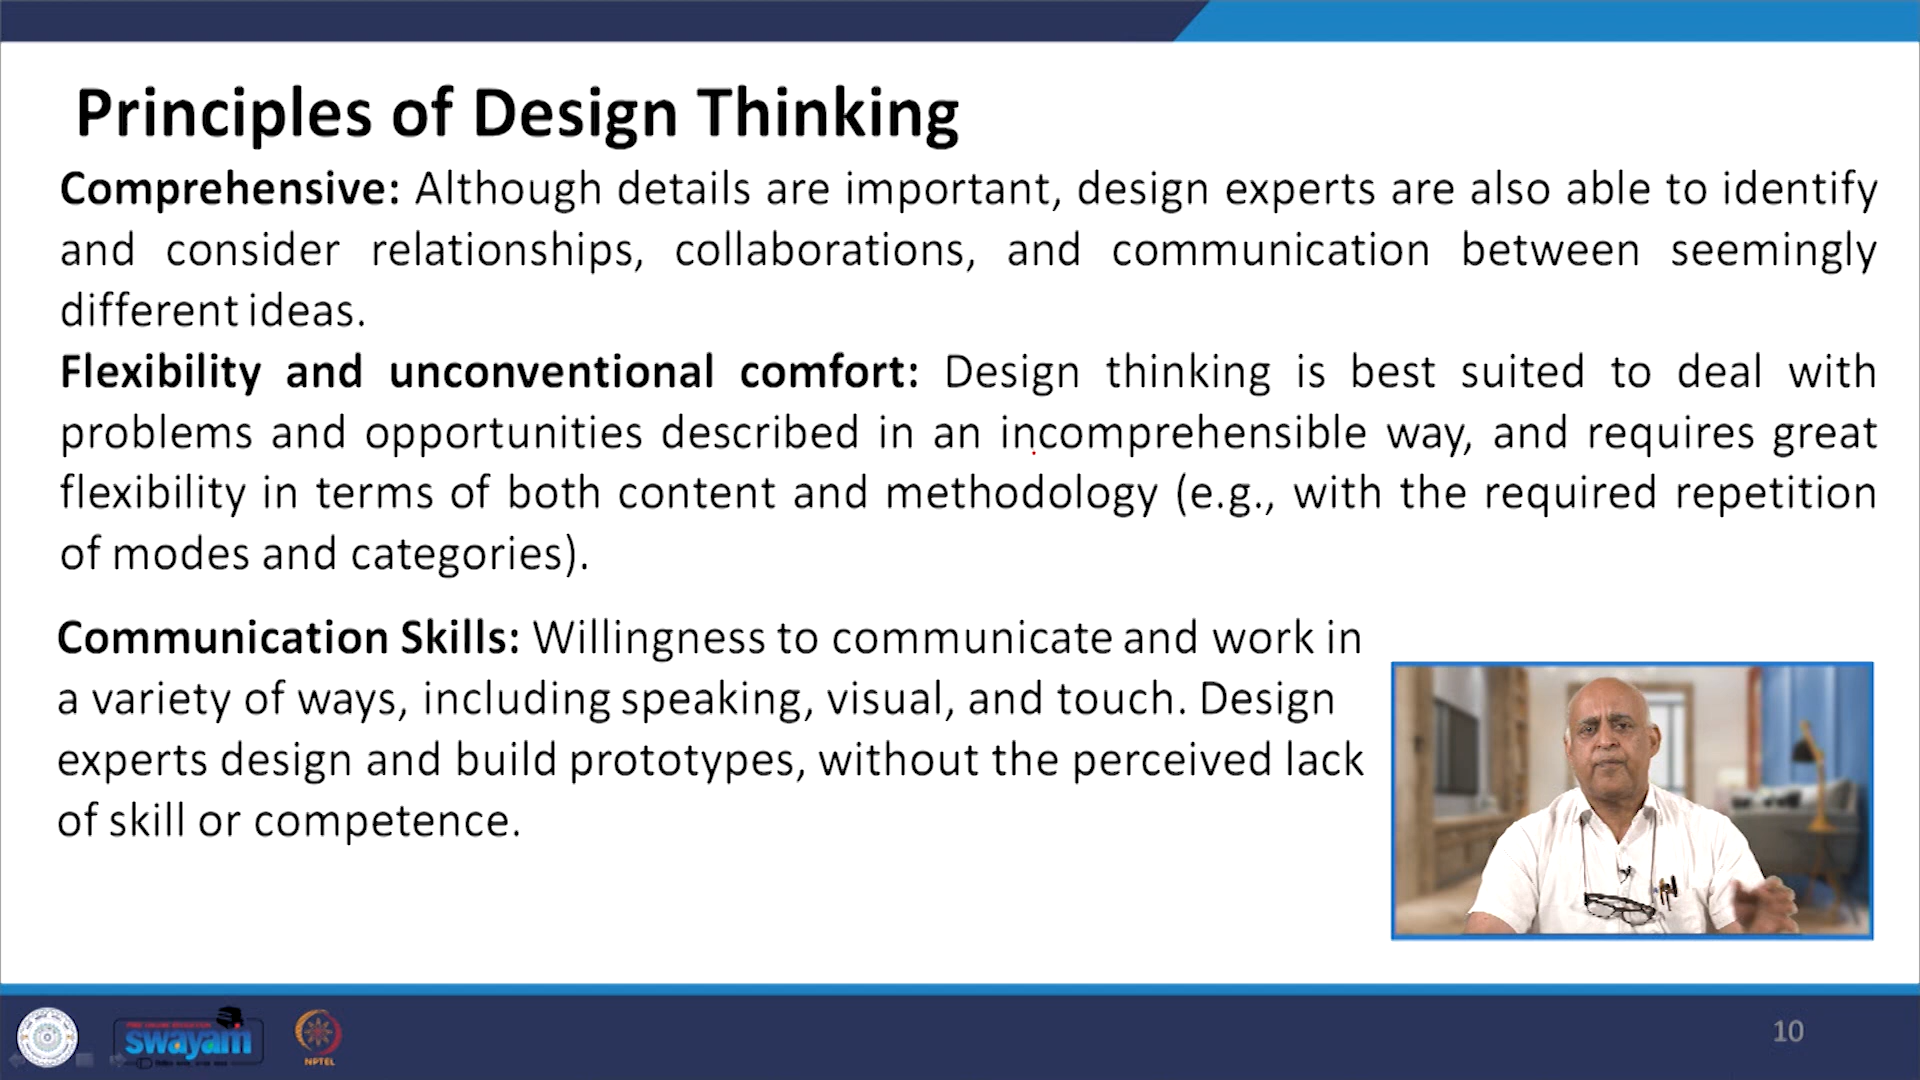 Principles of Design Thinking
Comprehensive: Although details are important, design experts are also able to identify
and consider relationships, collaborations, and communication between seemingly
different ideas.
Flexibility and unconventional comfort: Design thinking is best suited to deal with
problems and opportunities described in an incomprehensible way, and requires great
flexibility in terms of both content and methodology (e.g., with the required repetition
of modes and categories).
Communication Skills: Willingness to communicate and work in
a variety of ways, including speaking, visual, and touch. Design
experts design and build prototypes, without the perceived lack
of skill or competence.
swayam
NPTEL
10